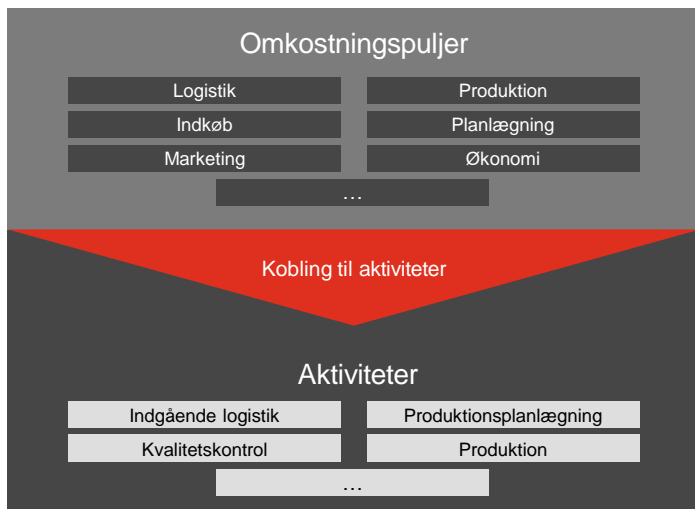 Omkostningspuljer
Logistik
Produktion
Indkøb
Planlægning
Marketing
Økonomi
…
Kobling til aktiviteter
Aktiviteter
Indgående logistik
Produktionsplanlægning
Kvalitetskontrol
Produktion
…